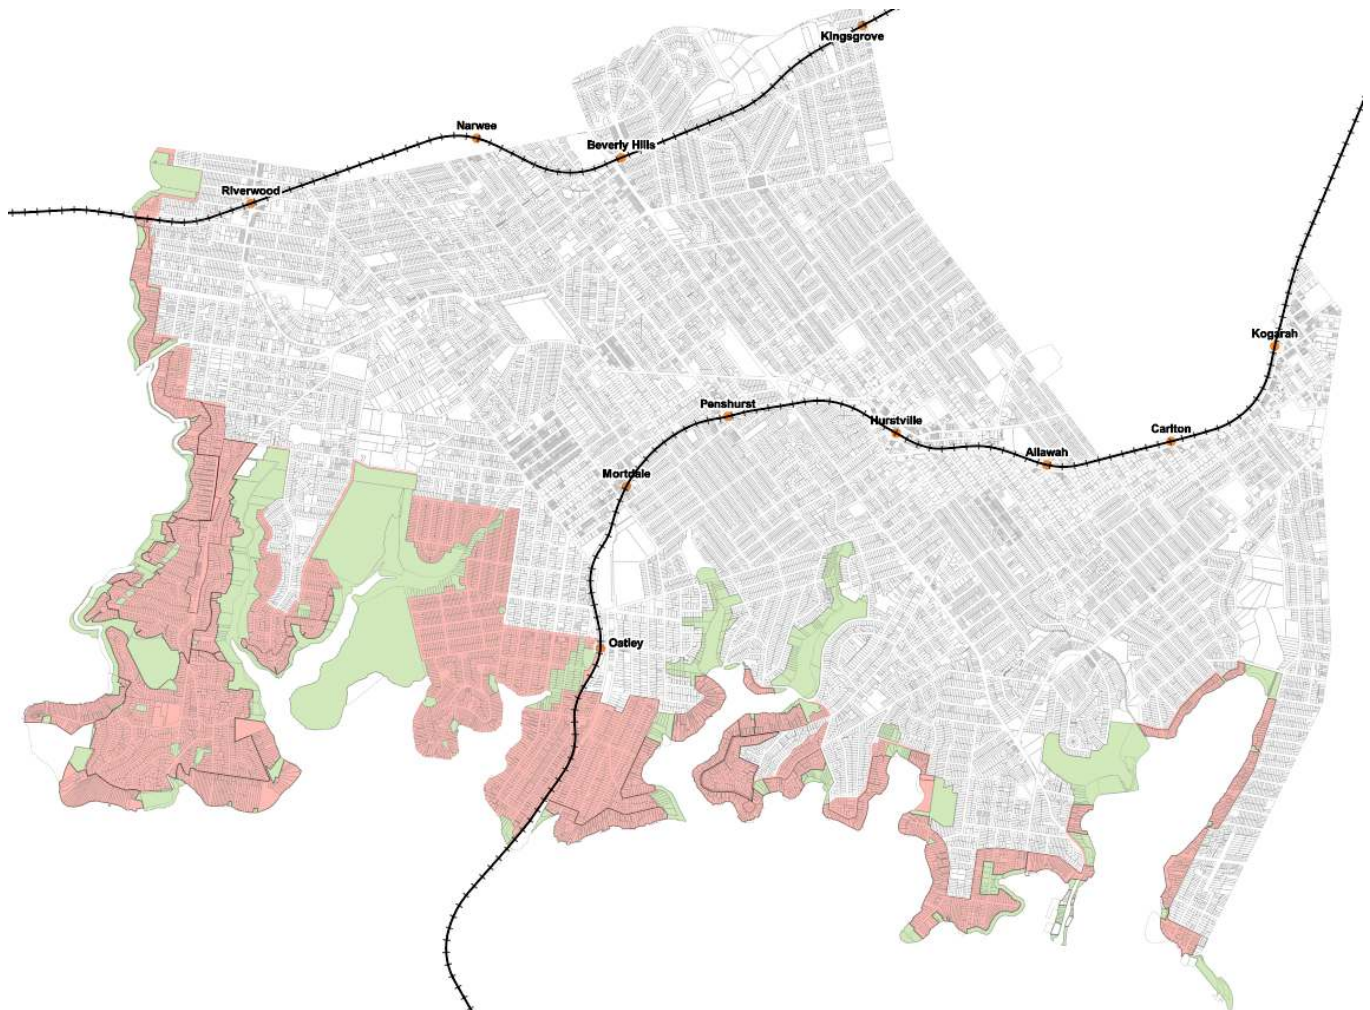 Kingsgrove
Narwee
Beverly Hills
Riverwood
Kogarah
Penshurst
Hurstville
Carlton
Allawah
Mortdale
Oatley